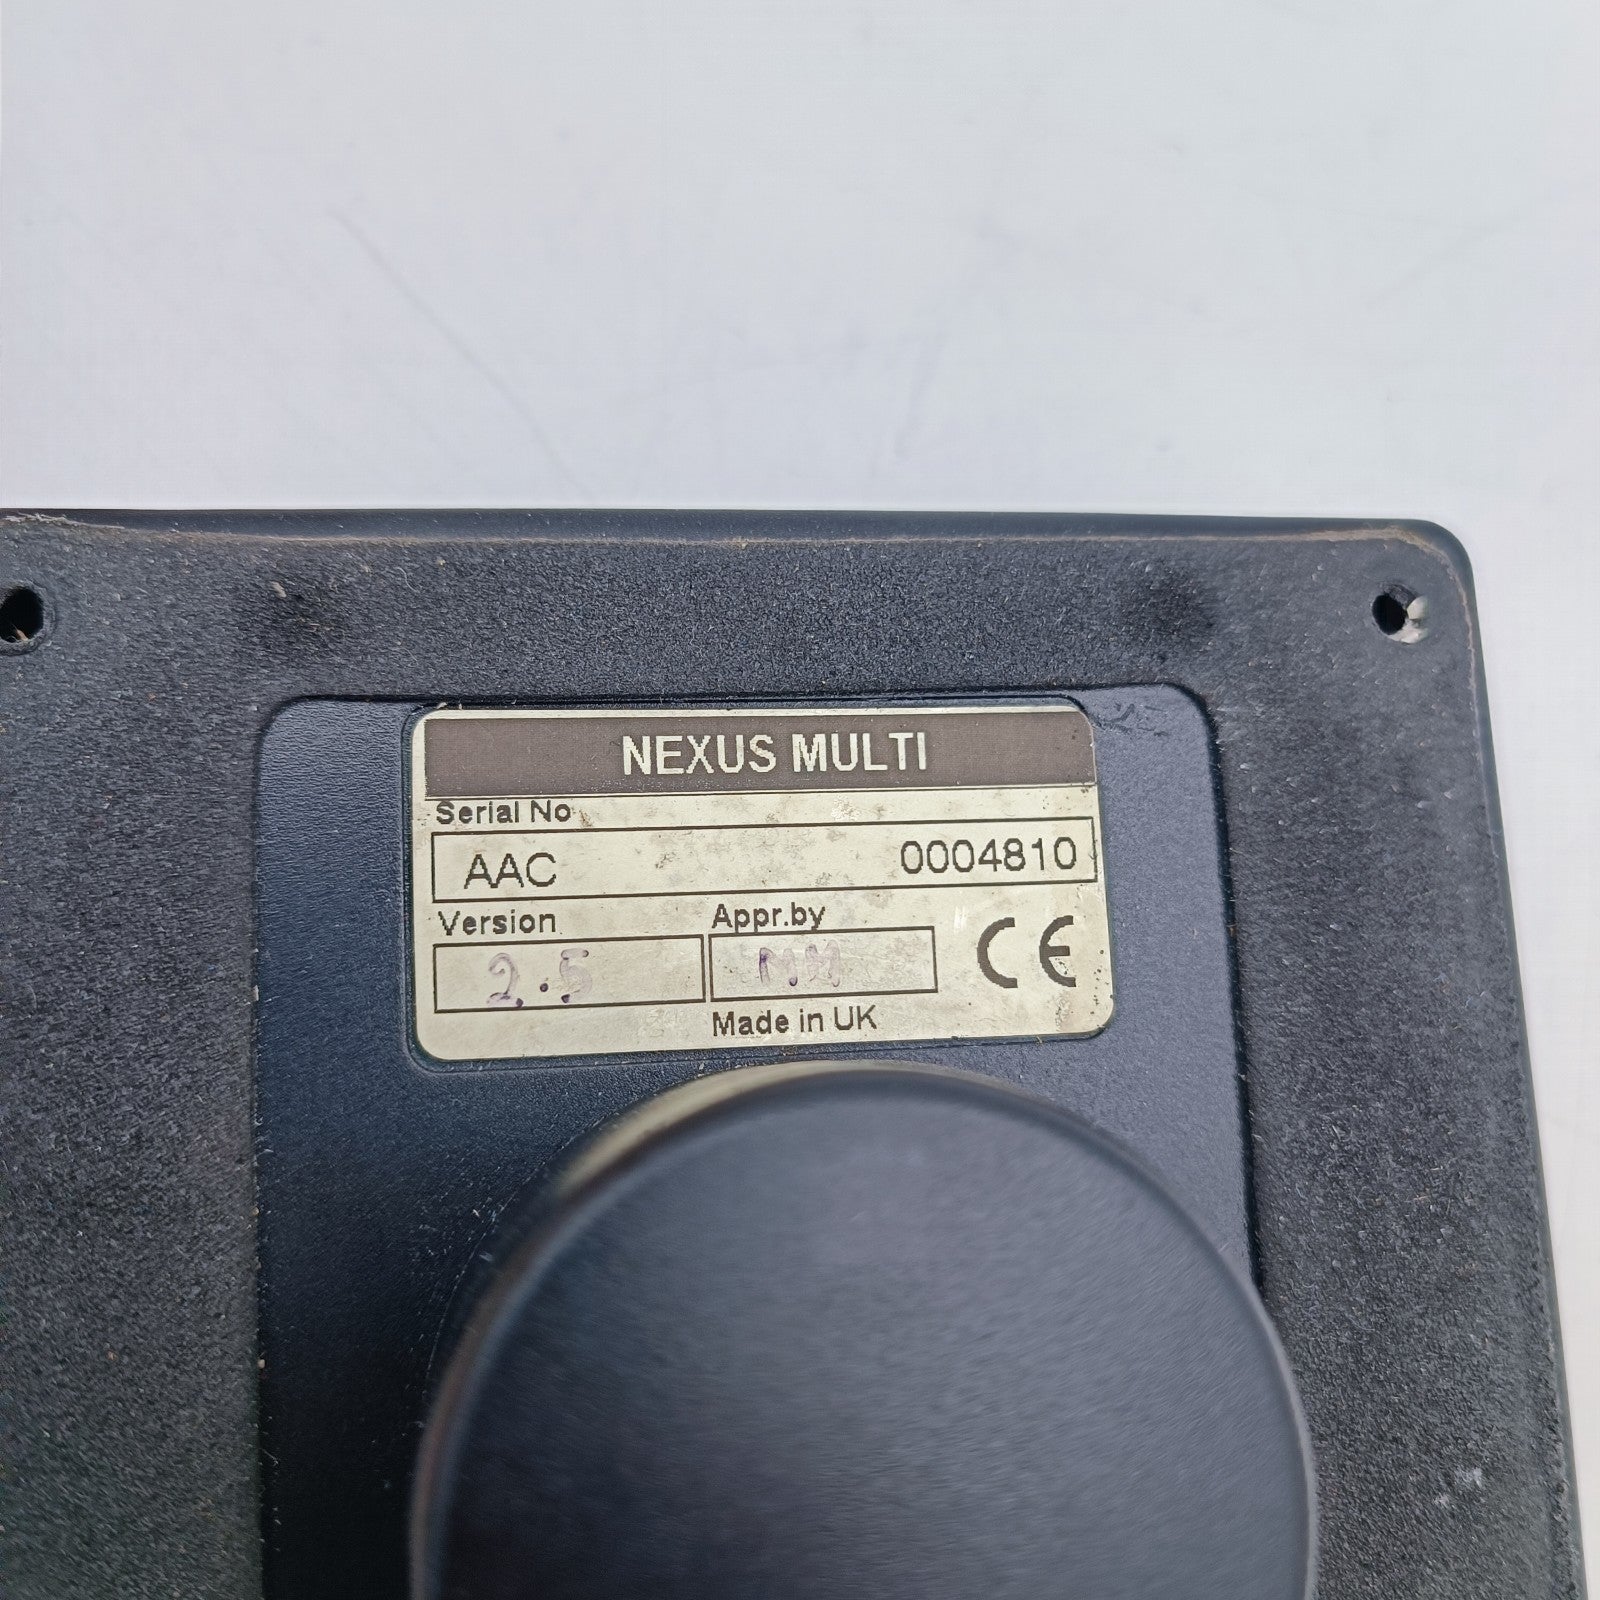 NEXUS MULTI
Serial No
AAC 0004810
Version Appr.by
2.5 MM
CE
Made in UK